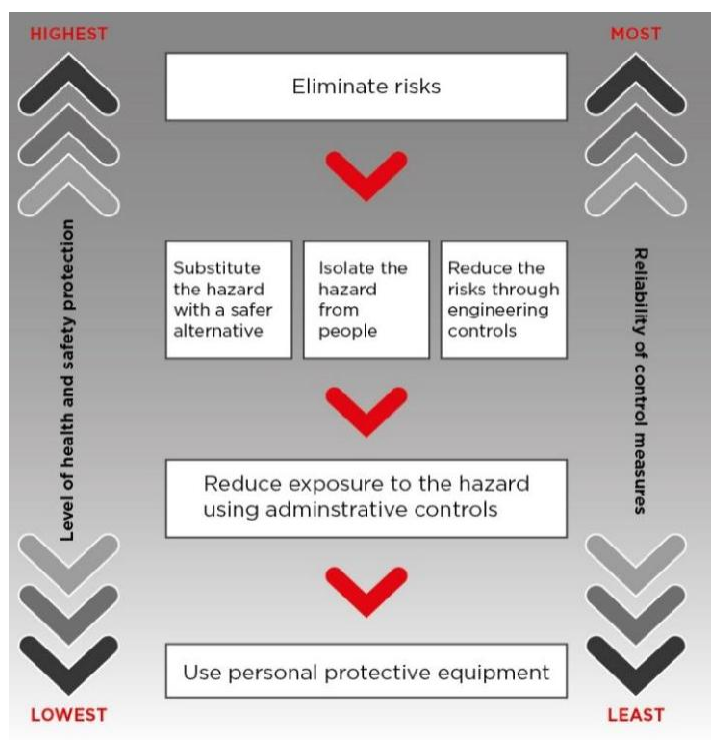 HIGHEST
MOST
Eliminate risks
Substitute
the hazard
with a safer
alternative
Isolate the
hazard
from
people
Reduce the
risks through
engineering
controls
Level of health and safety protection
Reliability of control measures
Reduce exposure to the hazard
using adminstrative controls
Use personal protective equipment
LOWEST
LEAST